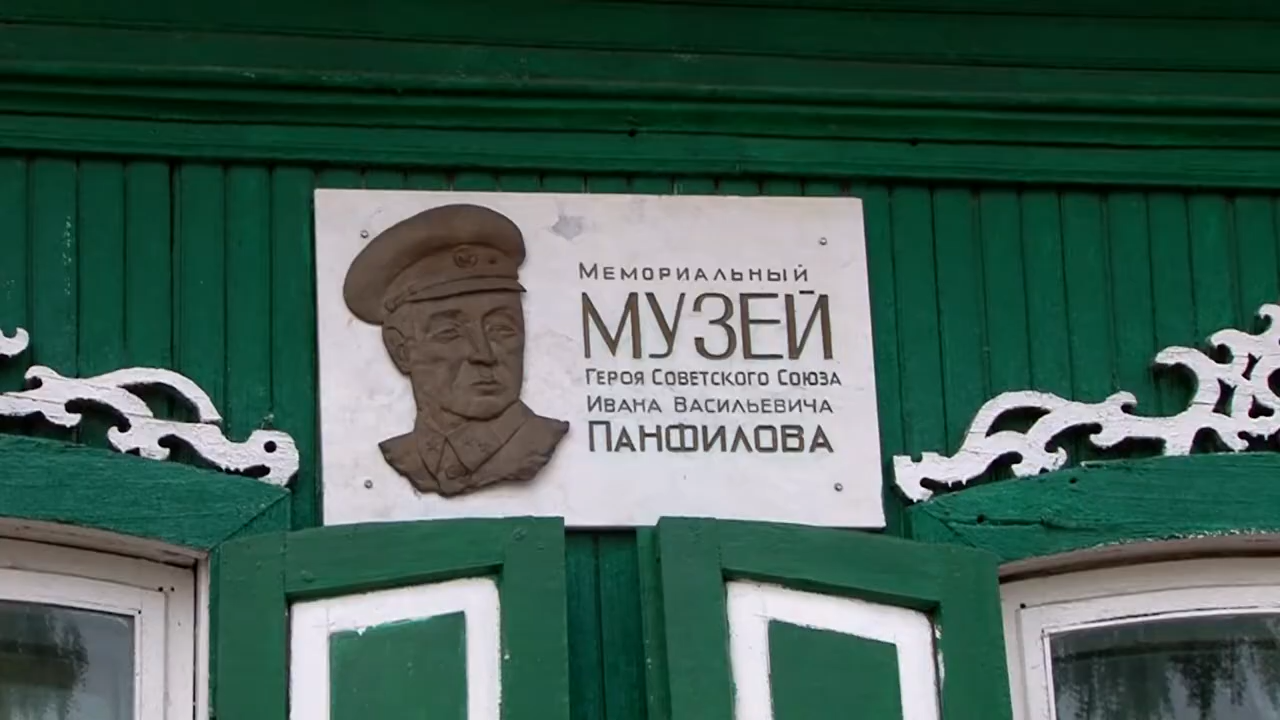 Мемориальный
МУЗЕЙ
Героя Советского Союза
Ивана Васильевича
Панфилова